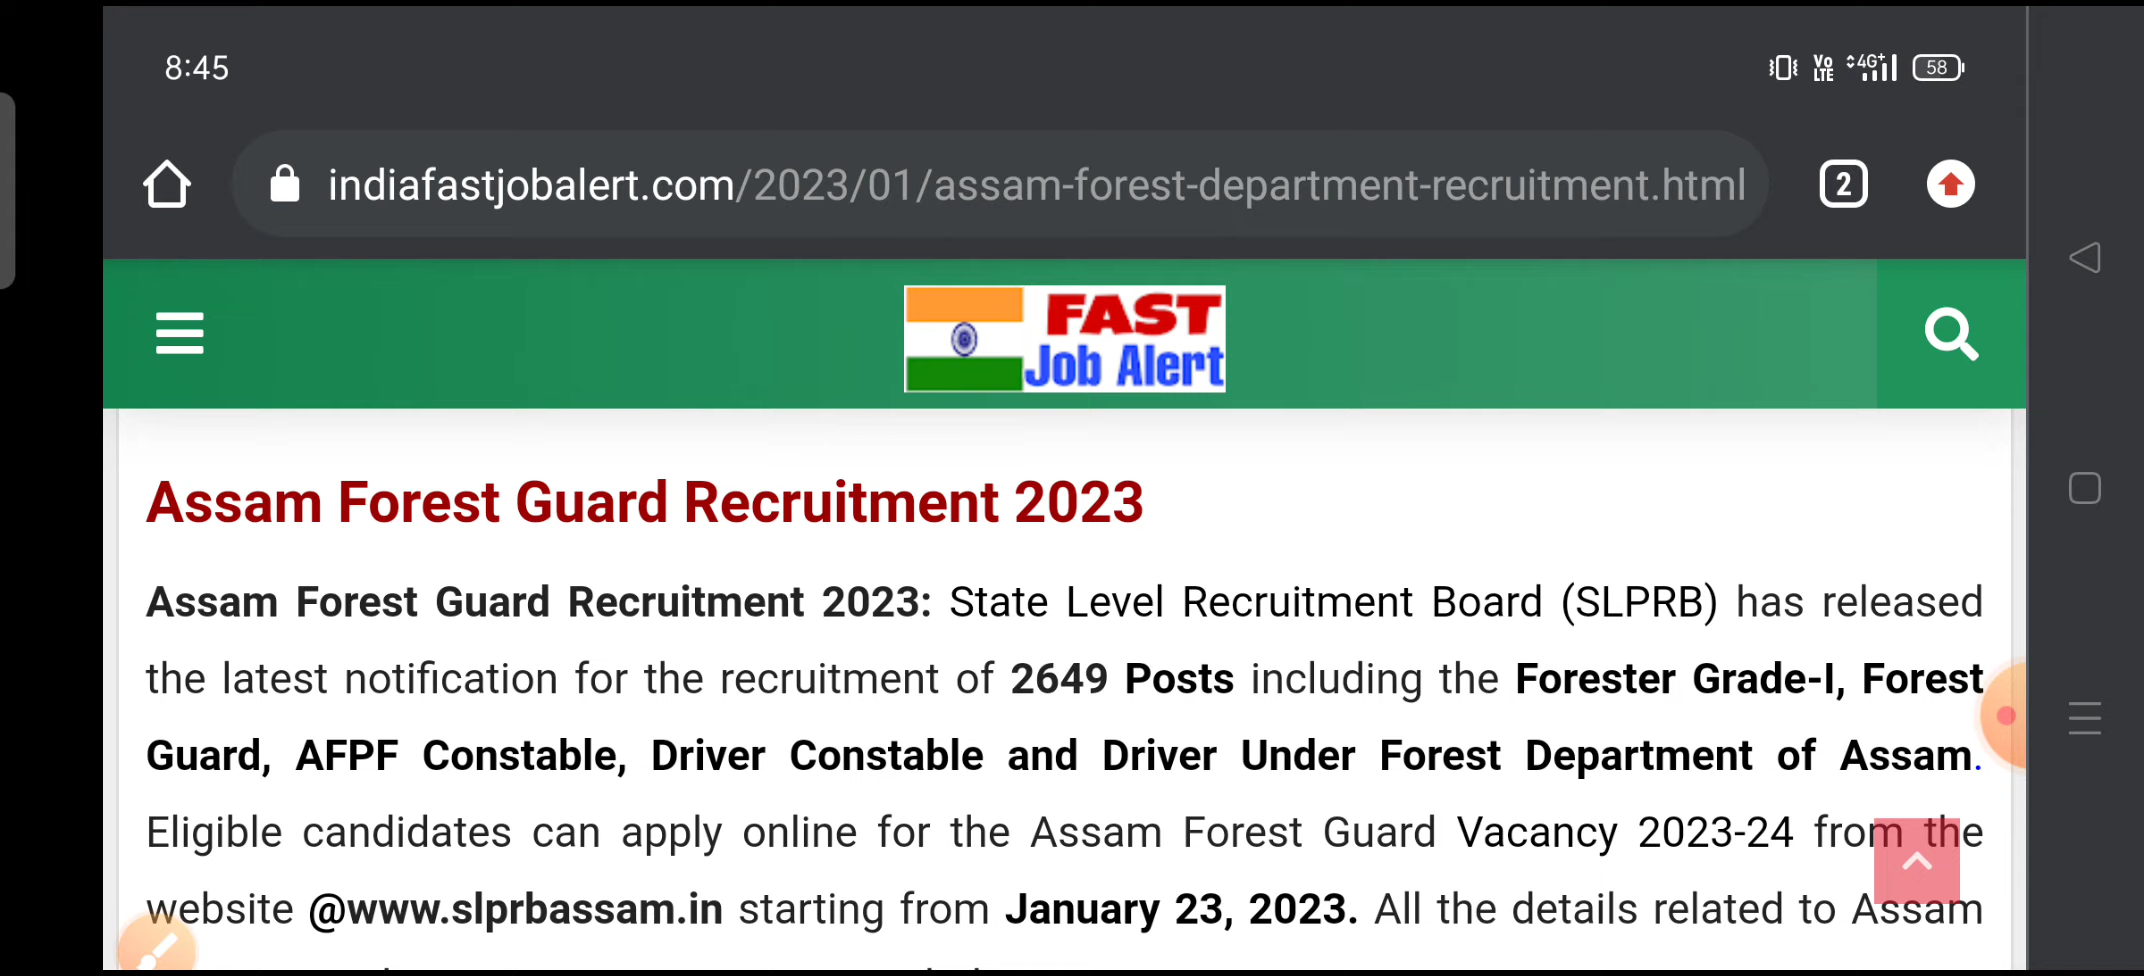 8:45
Vo LTE 4G+ 58
indiafastjobalert.com/2023/01/assam-forest-department-recruitment.html
2
FAST
Job Alert
Assam Forest Guard Recruitment 2023
Assam Forest Guard Recruitment 2023: State Level Recruitment Board (SLPRB) has released
the latest notification for the recruitment of 2649 Posts including the Forester Grade-I, Forest
Guard, AFPF Constable, Driver Constable and Driver Under Forest Department of Assam.
Eligible candidates can apply online for the Assam Forest Guard Vacancy 2023-24 from the
website @www.slprbassam.in starting from January 23, 2023. All the details related to Assam